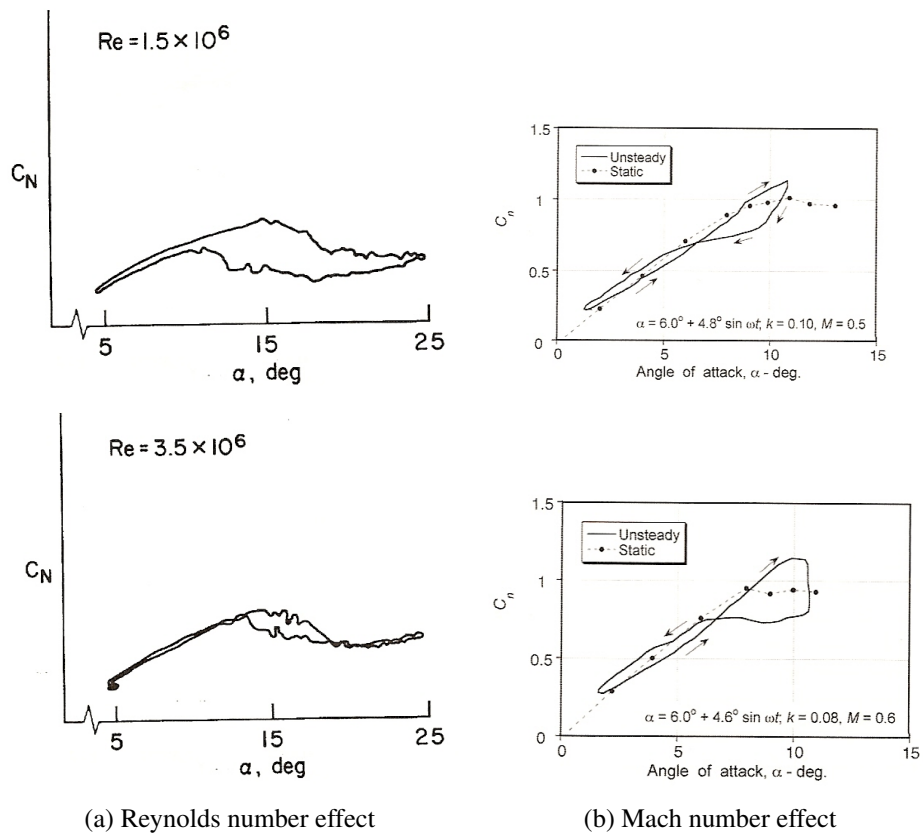 Re = 1.5 × 10⁶
C_N
5 15 25
α, deg
1.5
1
0.5
0
C_n
Unsteady
Static
α = 6.0° + 4.8° sin ωt; k = 0.10, M = 0.5
0 5 10 15
Angle of attack, α - deg.
Re = 3.5 × 10⁶
C_N
5 15 25
α, deg
1.5
1
0.5
0
C_n
Unsteady
Static
α = 6.0° + 4.6° sin ωt; k = 0.08, M = 0.6
0 5 10 15
Angle of attack, α - deg.
(a) Reynolds number effect
(b) Mach number effect